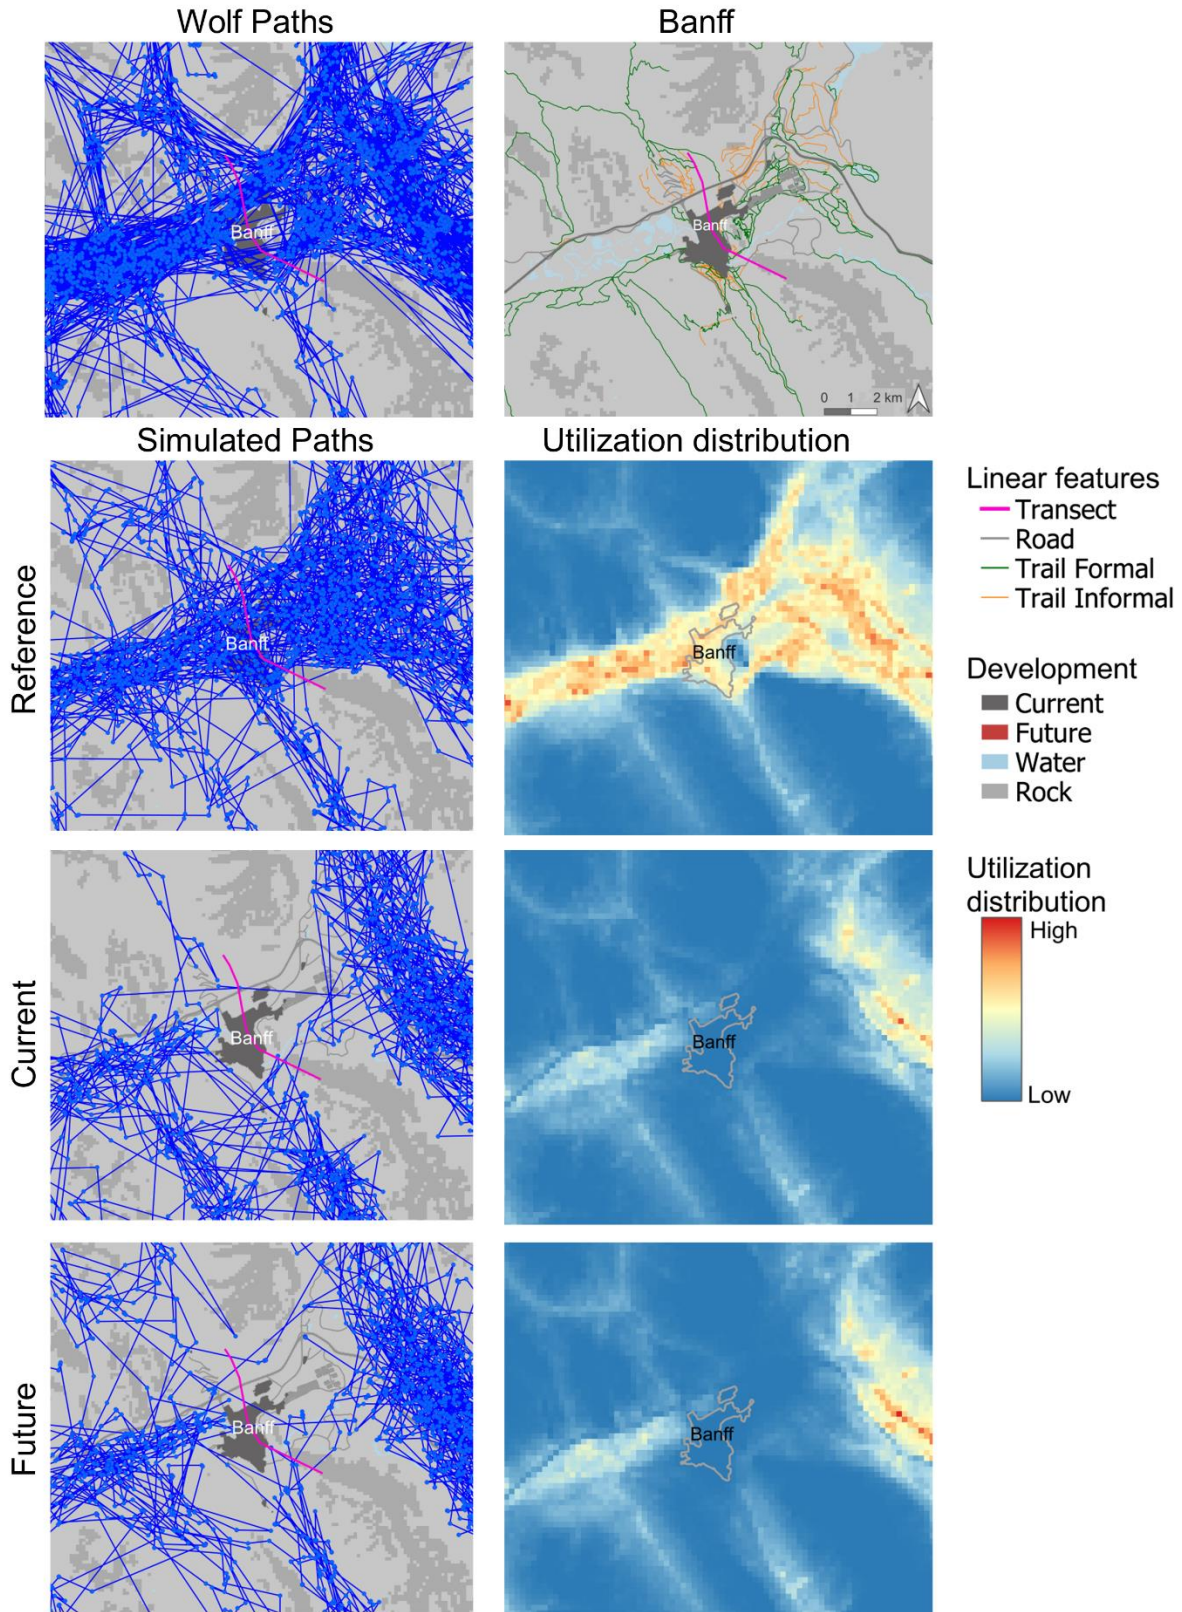 Wolf Paths
Banff
Banff
Banff
0 1 2 km
Simulated Paths
Utilization distribution
Reference
Banff
Banff
Linear features
Transect
Road
Trail Formal
Trail Informal
Development
Current
Future
Water
Rock
Current
Banff
Banff
Utilization
distribution
High
Low
Future
Banff
Banff